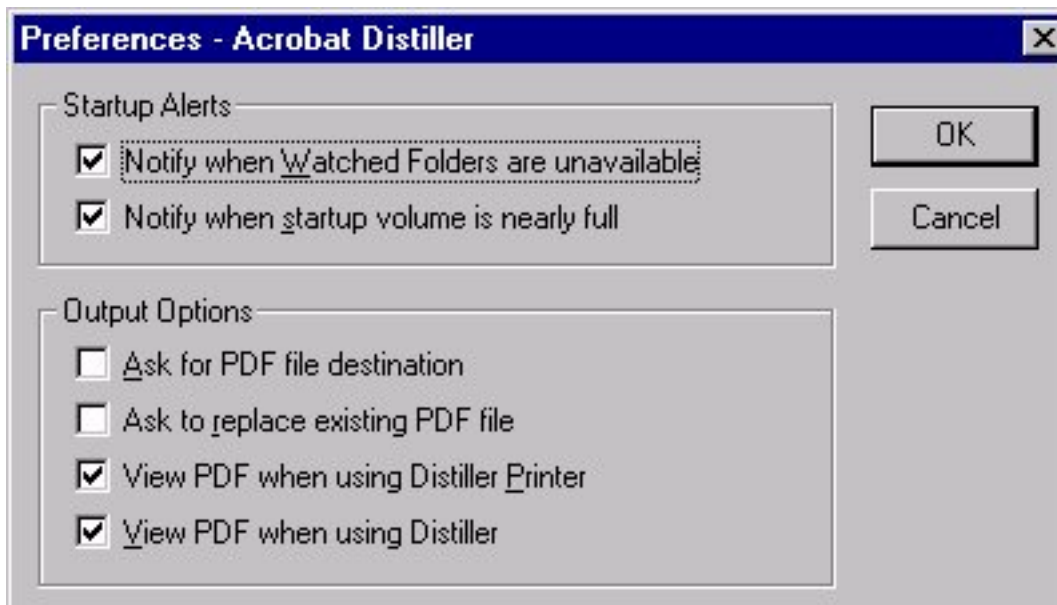 Preferences - Acrobat Distiller
Startup Alerts
Notify when Watched Folders are unavailable
Notify when startup volume is nearly full
OK
Cancel
Output Options
Ask for PDF file destination
Ask to replace existing PDF file
View PDF when using Distiller Printer
View PDF when using Distiller